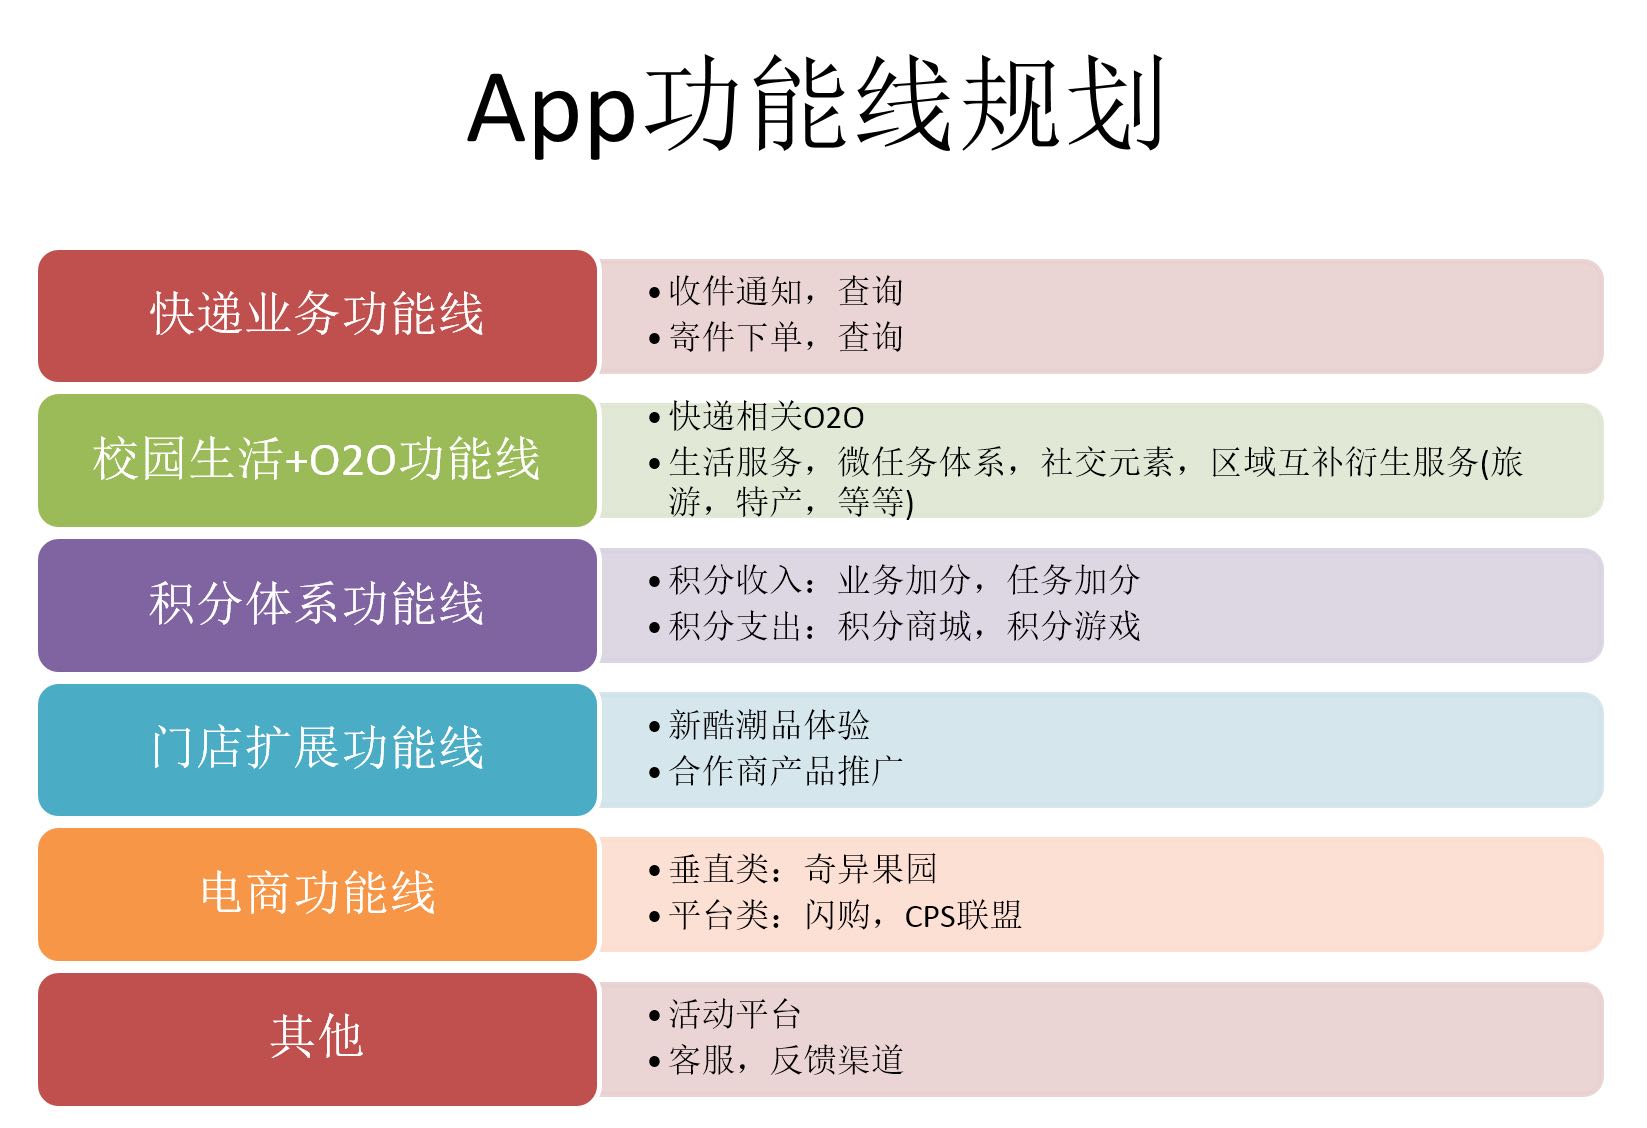 App功能线规划
快递业务功能线
•收件通知，查询
•寄件下单，查询
校园生活+O2O功能线
•快递相关O2O
•生活服务，微任务体系，社交元素，区域互补衍生服务(旅
游，特产，等等)
积分体系功能线
•积分收入：业务加分，任务加分
•积分支出：积分商城，积分游戏
门店扩展功能线
•新酷潮品体验
•合作商产品推广
电商功能线
•垂直类：奇异果园
•平台类：闪购，CPS联盟
其他
•活动平台
•客服，反馈渠道